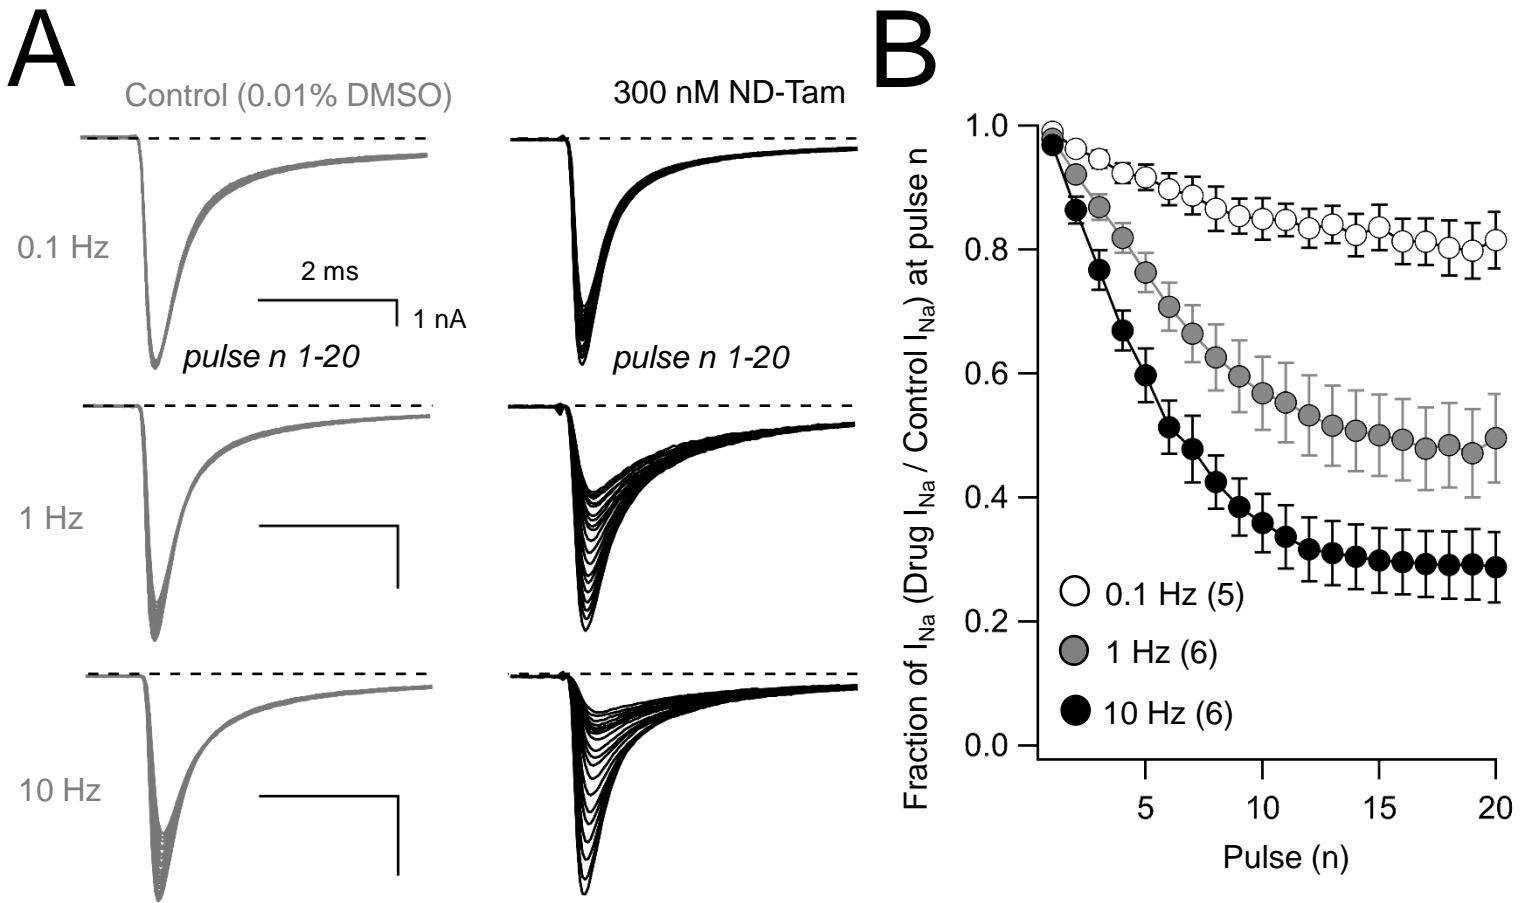 A
Control (0.01% DMSO)
300 nM ND-Tam
0.1 Hz
2 ms
1 nA
pulse n 1-20
pulse n 1-20
1 Hz
10 Hz
B
Fraction of INa (Drug INa / Control INa) at pulse n
1.0
0.8
0.6
0.4
0.2
0.0
0.1 Hz (5)
1 Hz (6)
10 Hz (6)
5 10 15 20
Pulse (n)